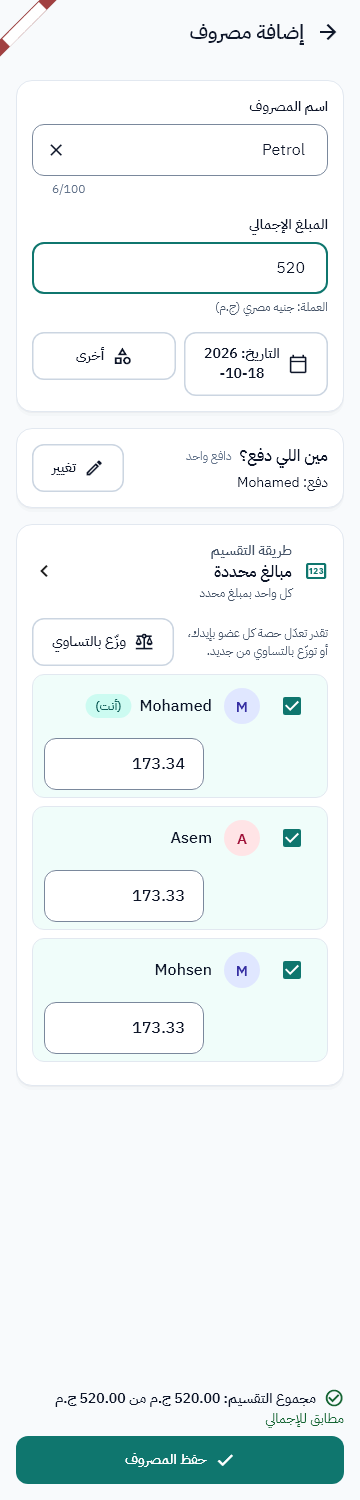 إضافة مصروف
اسم المصروف
Petrol
6/100
المبلغ الإجمالي
520
العملة: جنيه مصري (ج.م)
التاريخ: 2026
-10-18
أخرى
مين اللي دفع؟ دافع واحد
دفع: Mohamed
تغيير
طريقة التقسيم
123
مبالغ محددة
كل واحد بمبلغ محدد
تقدر تعدّل حصة كل عضو بإيدك،
أو توزّع بالتساوي من جديد.
وزّع بالتساوي
M Mohamed (أنت)
173.34
A Asem
173.33
M Mohsen
173.33
مجموع التقسيم: 520.00 ج.م من 520.00 ج.م
مطابق للإجمالي
حفظ المصروف